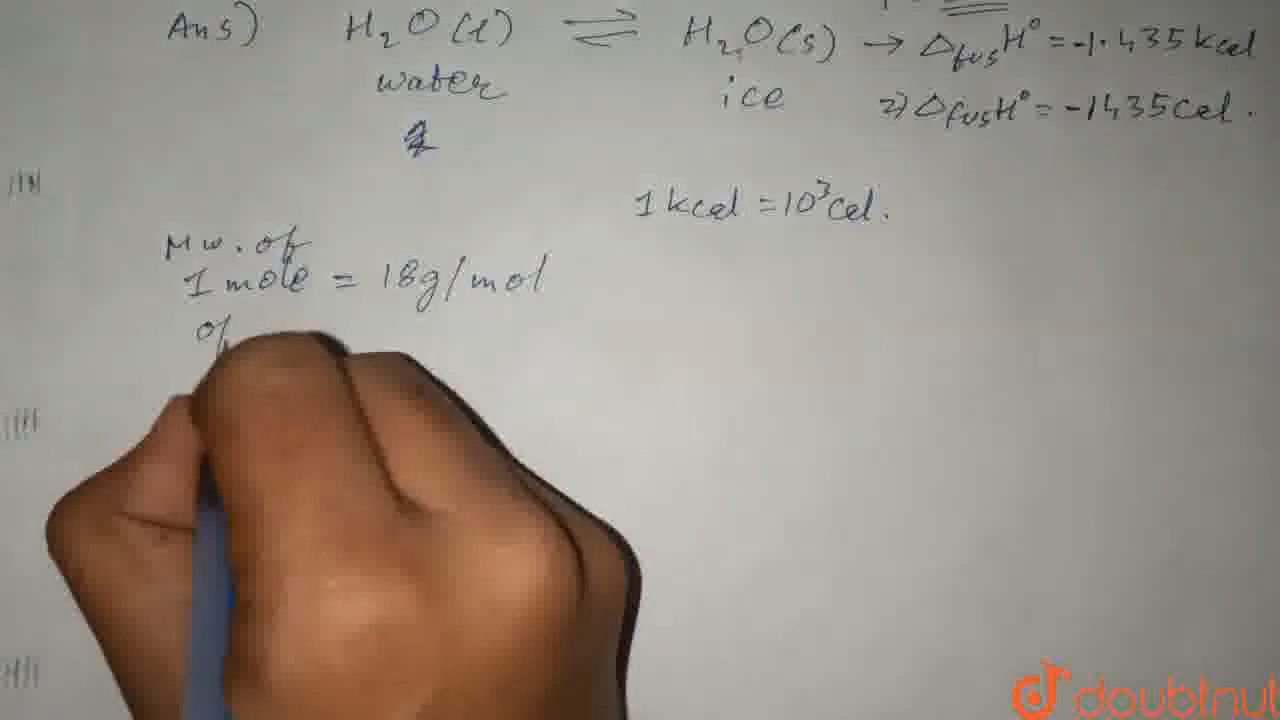 Ans) H₂O(l) ⇌ H₂O(s) → ΔfusH° = -1.435 kcal
water ice ⇒ ΔfusH° = -1435 Cal.
1 kcal = 10³ Cal.
Mw. of
1 mole = 18g/mol
of
doubtnut